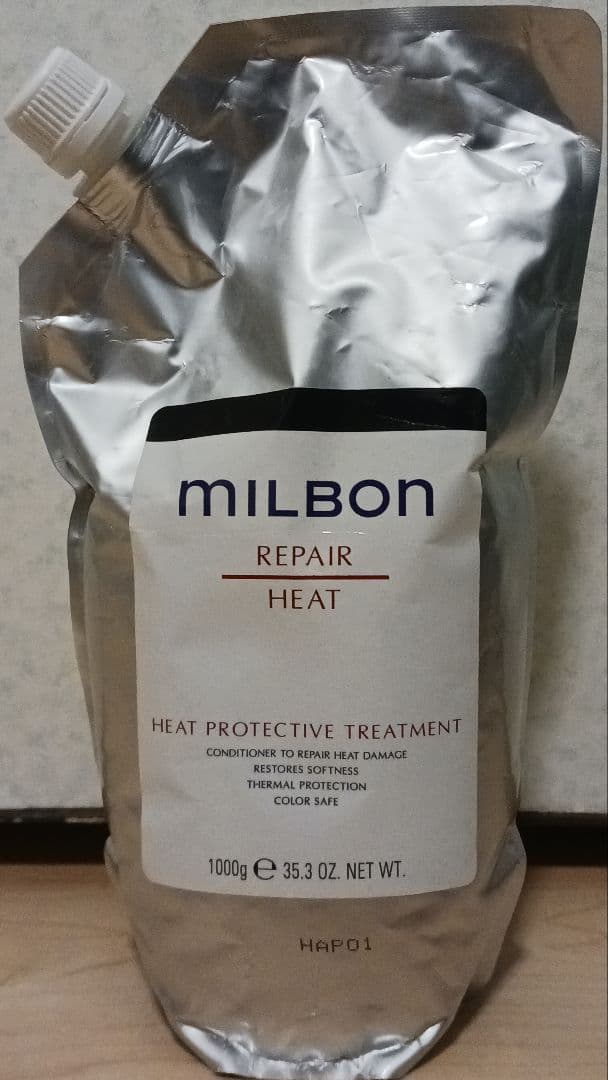 MILBON
REPAIR
HEAT
HEAT PROTECTIVE TREATMENT
CONDITIONER TO REPAIR HEAT DAMAGE
RESTORES SOFTNESS
THERMAL PROTECTION
COLOR SAFE
1000g ℮ 35.3 OZ. NET WT.
HAP01